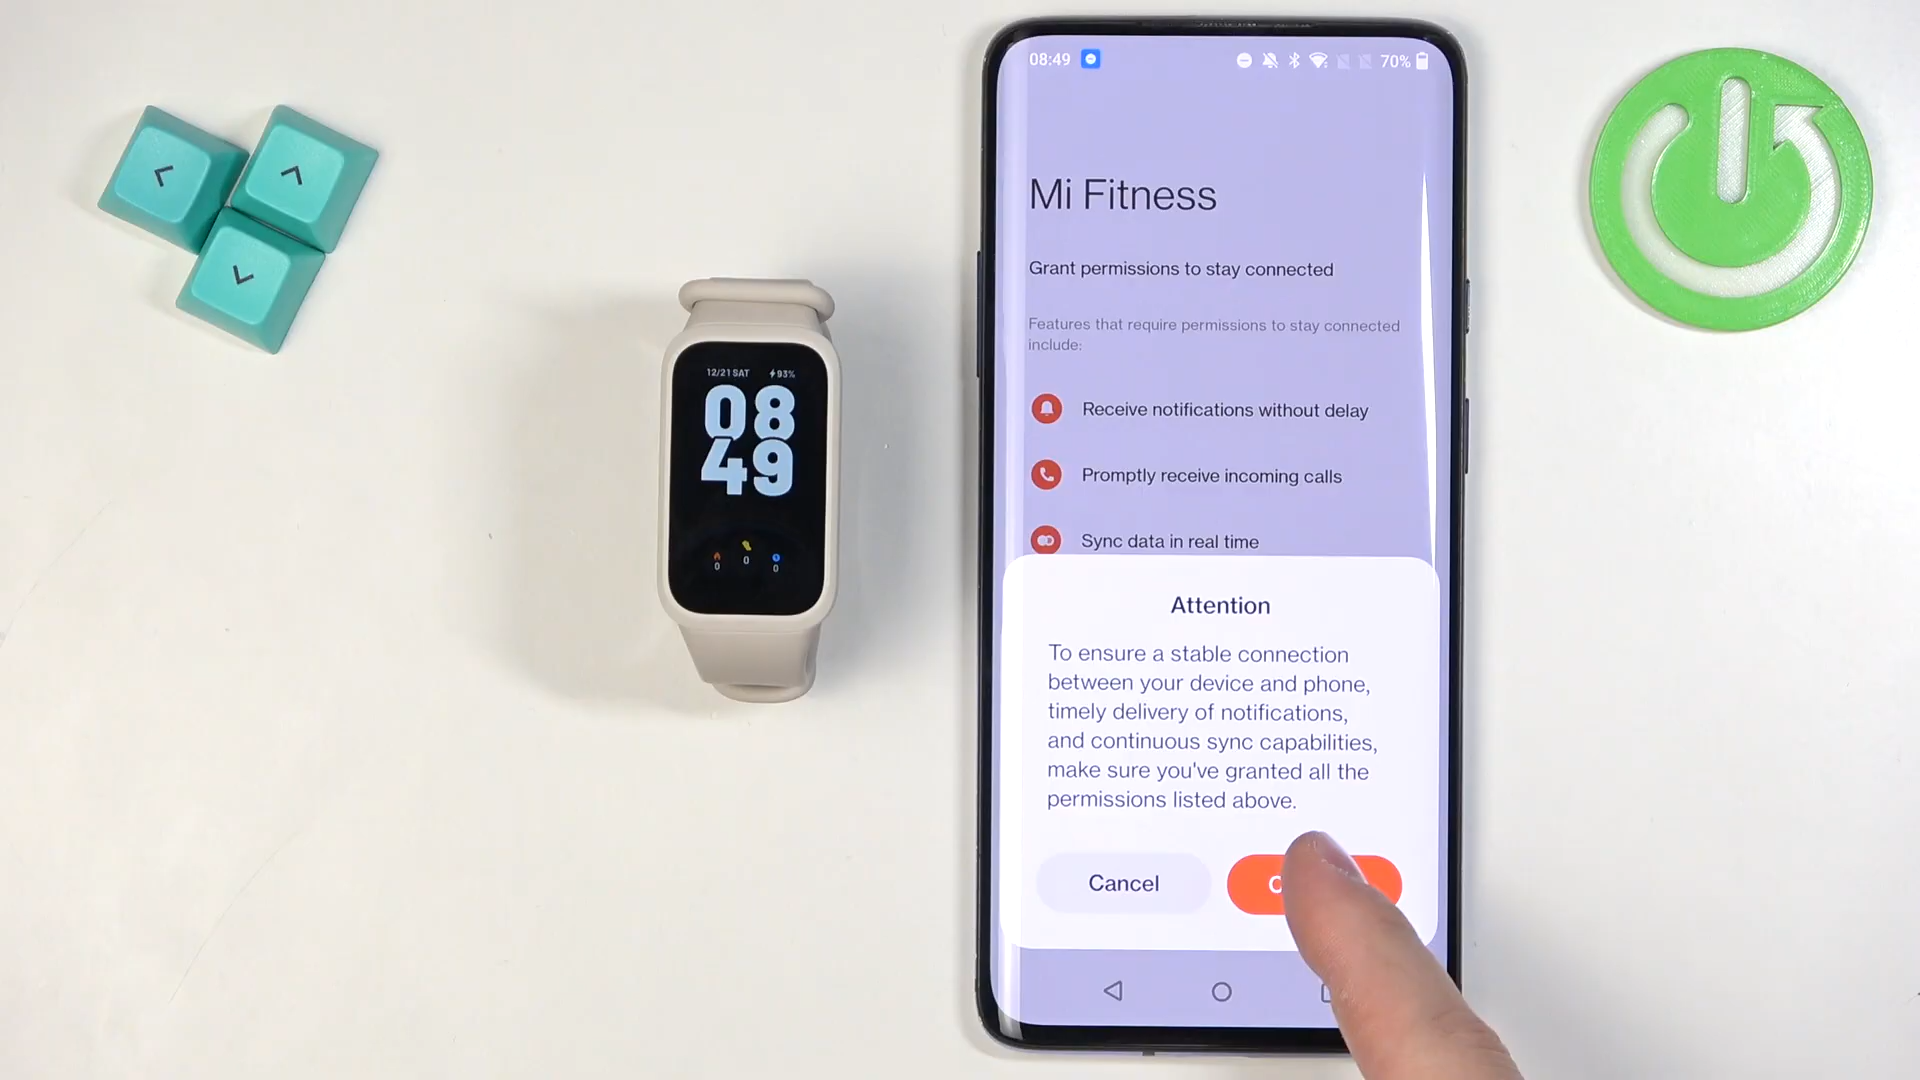 08:49
70%
Mi Fitness
Grant permissions to stay connected
Features that require permissions to stay connected
include:
Receive notifications without delay
Promptly receive incoming calls
Sync data in real time
Attention
To ensure a stable connection
between your device and phone,
timely delivery of notifications,
and continuous sync capabilities,
make sure you've granted all the
permissions listed above.
Cancel
12/21 SAT
93%
08
49
0
0
0